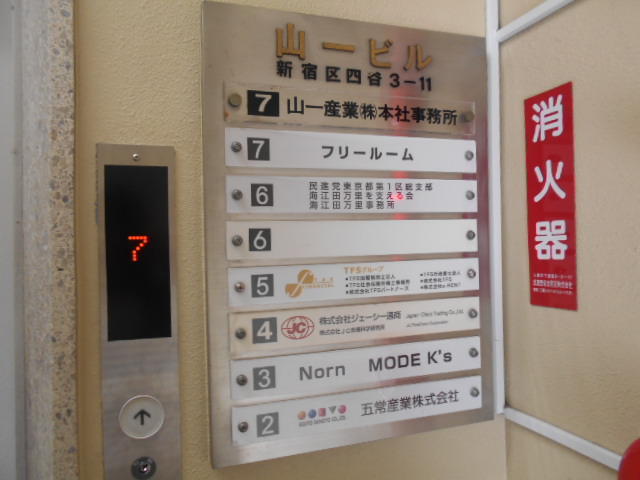 山一ビル
新宿区四谷3-11
7 山一産業㈱本社事務所
7 フリールーム
6 民進党東京都第1区総支部
海江田万里を支える会
海江田万里事務所
6
5 TFSグループ
4 JC 株式会社ジェーシー通商
3 Norn MODE K's
2 五常産業株式会社
7
消火器